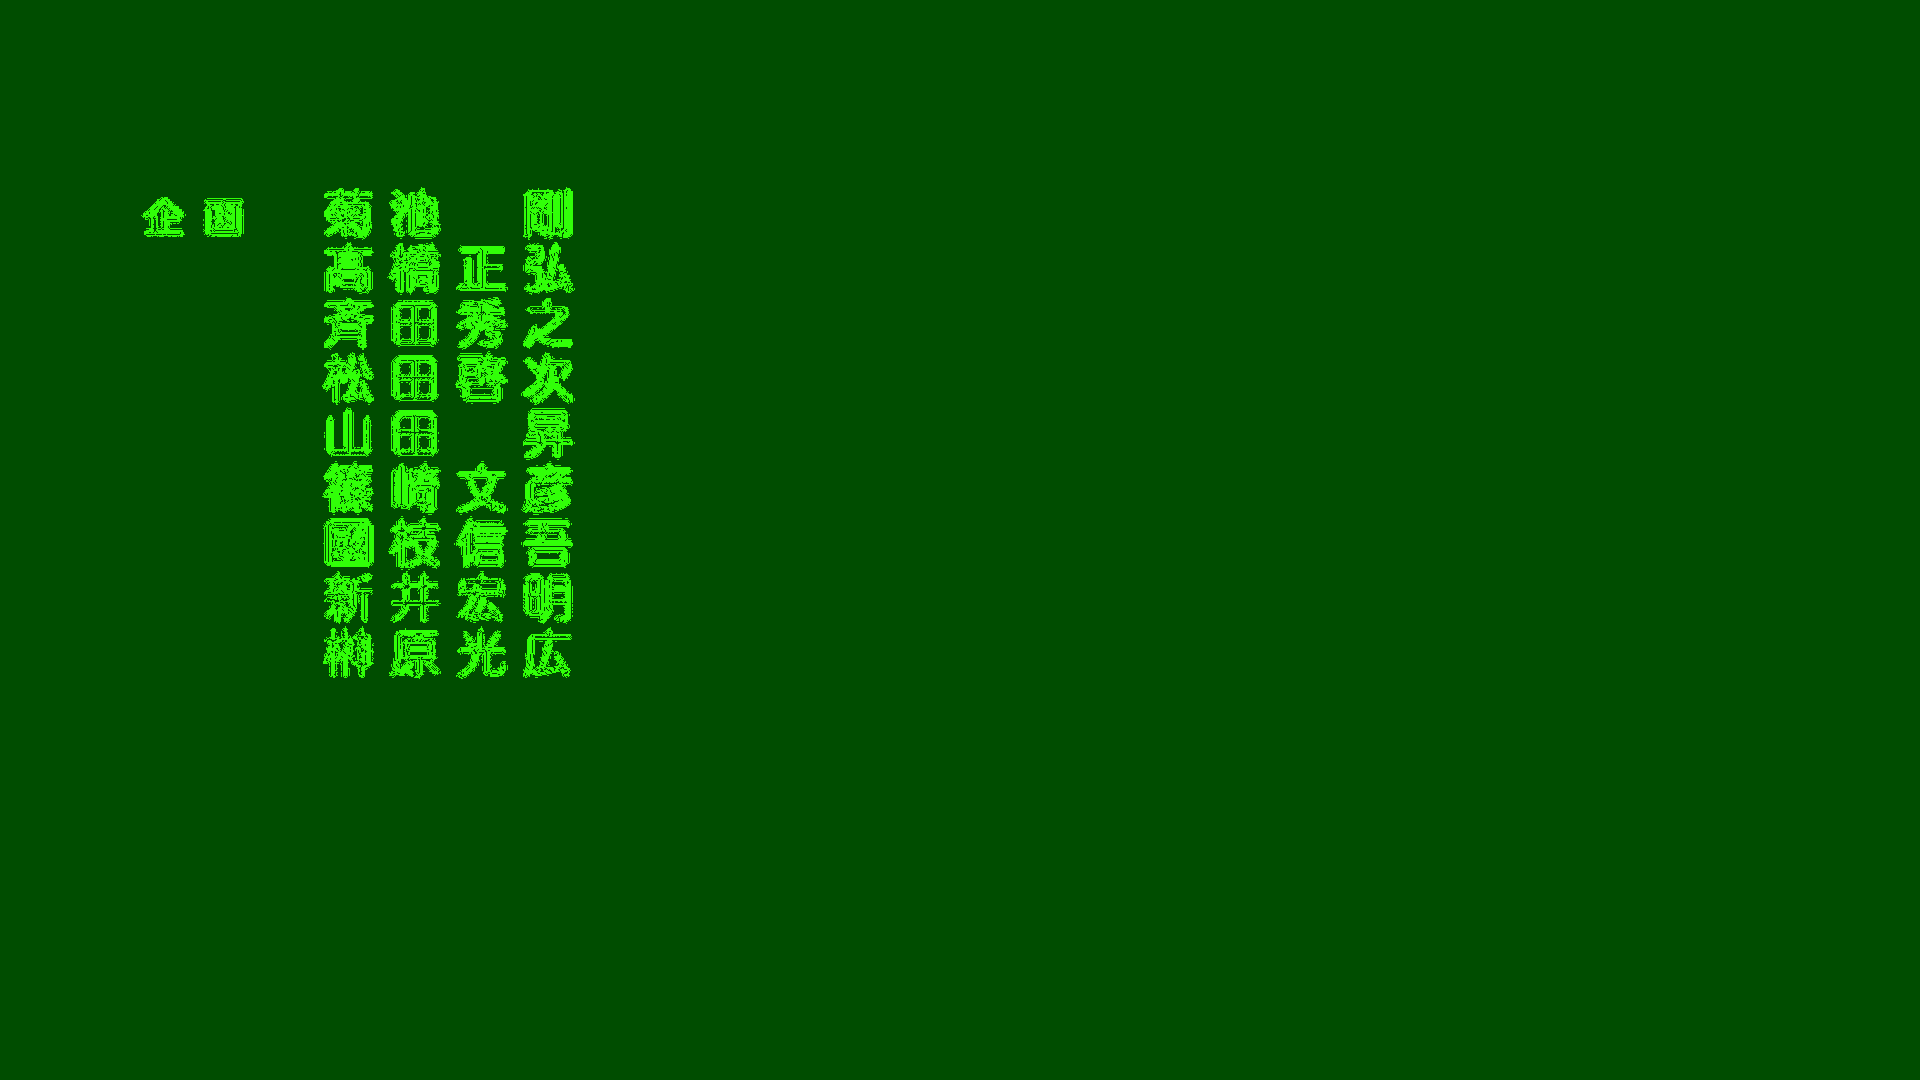 企画 菊池 剛
高橋正弘
斉田秀之
松田啓次
山田 昇
篠崎文彦
國枝信吾
新井宏明
榊原光広